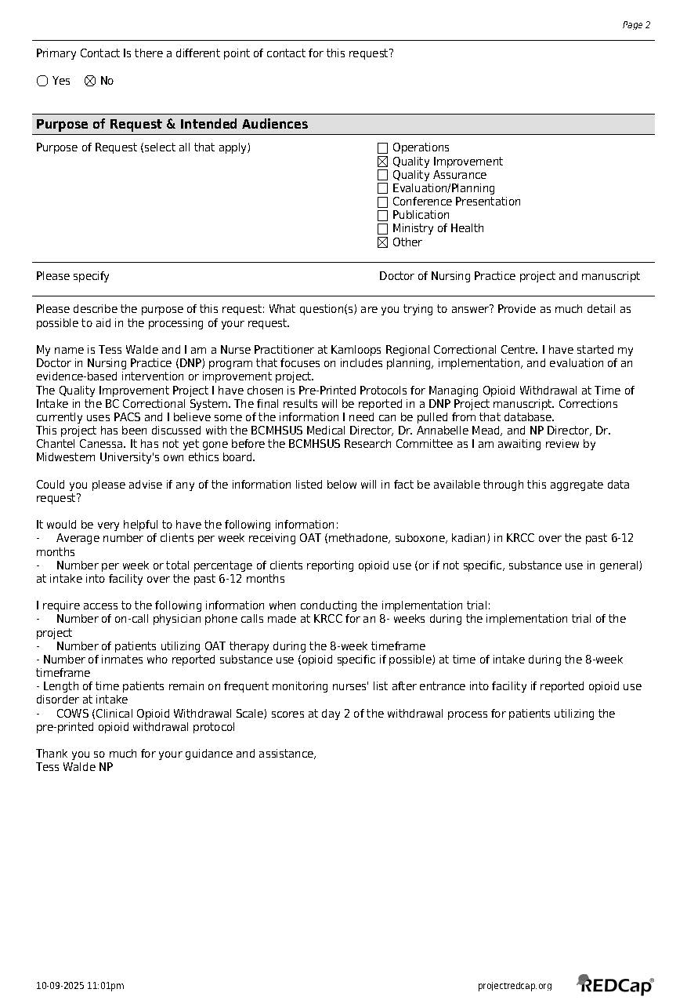 Page 2
Primary Contact Is there a different point of contact for this request?
Yes No
Purpose of Request & Intended Audiences
Purpose of Request (select all that apply)
Operations
Quality Improvement
Quality Assurance
Evaluation/Planning
Conference Presentation
Publication
Ministry of Health
Other
Please specify Doctor of Nursing Practice project and manuscript
Please describe the purpose of this request: What question(s) are you trying to answer? Provide as much detail as
possible to aid in the processing of your request.
My name is Tess Walde and I am a Nurse Practitioner at Kamloops Regional Correctional Centre. I have started my
Doctor in Nursing Practice (DNP) program that focuses on includes planning, implementation, and evaluation of an
evidence-based intervention or improvement project.
The Quality Improvement Project I have chosen is Pre-Printed Protocols for Managing Opioid Withdrawal at Time of
Intake in the BC Correctional System. The final results will be reported in a DNP Project manuscript. Corrections
currently uses PACS and I believe some of the information I need can be pulled from that database.
This project has been discussed with the BCMHSUS Medical Director, Dr. Annabelle Mead, and NP Director, Dr.
Chantel Canessa. It has not yet gone before the BCMHSUS Research Committee as I am awaiting review by
Midwestern University's own ethics board.
Could you please advise if any of the information listed below will in fact be available through this aggregate data
request?
It would be very helpful to have the following information:
- Average number of clients per week receiving OAT (methadone, suboxone, kadian) in KRCC over the past 6-12
months
- Number per week or total percentage of clients reporting opioid use (or if not specific, substance use in general)
at intake into facility over the past 6-12 months
I require access to the following information when conducting the implementation trial:
- Number of on-call physician phone calls made at KRCC for an 8- weeks during the implementation trial of the
project
- Number of patients utilizing OAT therapy during the 8-week timeframe
- Number of inmates who reported substance use (opioid specific if possible) at time of intake during the 8-week
timeframe
- Length of time patients remain on frequent monitoring nurses' list after entrance into facility if reported opioid use
disorder at intake
- COWS (Clinical Opioid Withdrawal Scale) scores at day 2 of the withdrawal process for patients utilizing the
pre-printed opioid withdrawal protocol
Thank you so much for your guidance and assistance,
Tess Walde NP
10-09-2025 11:01pm projectredcap.org REDCap®